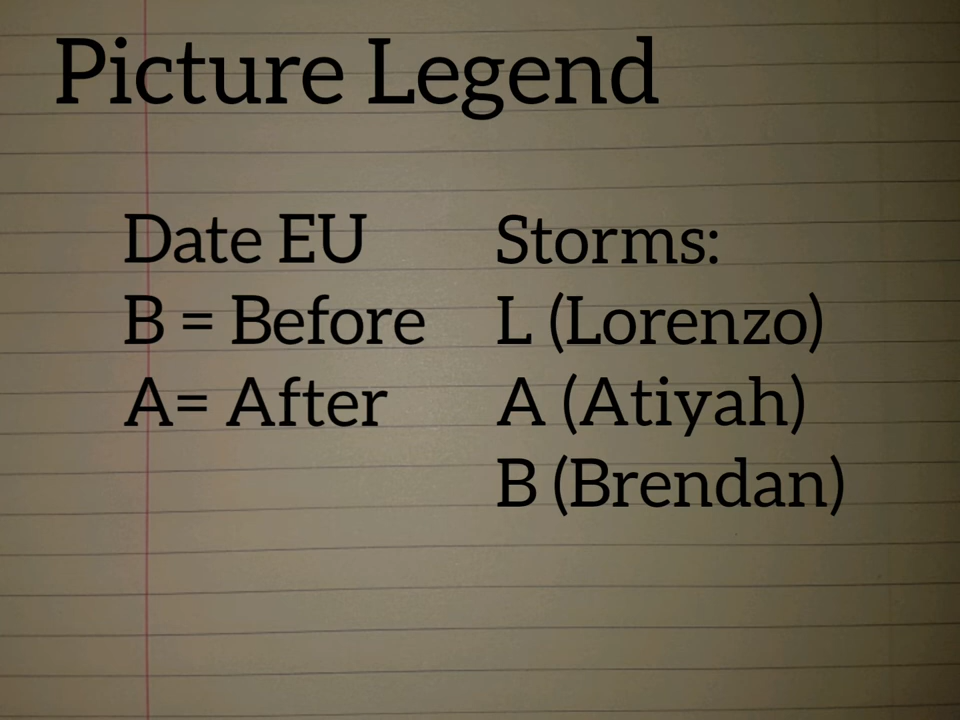 Picture Legend
Date EU
B = Before
A= After
Storms:
L (Lorenzo)
A (Atiyah)
B (Brendan)